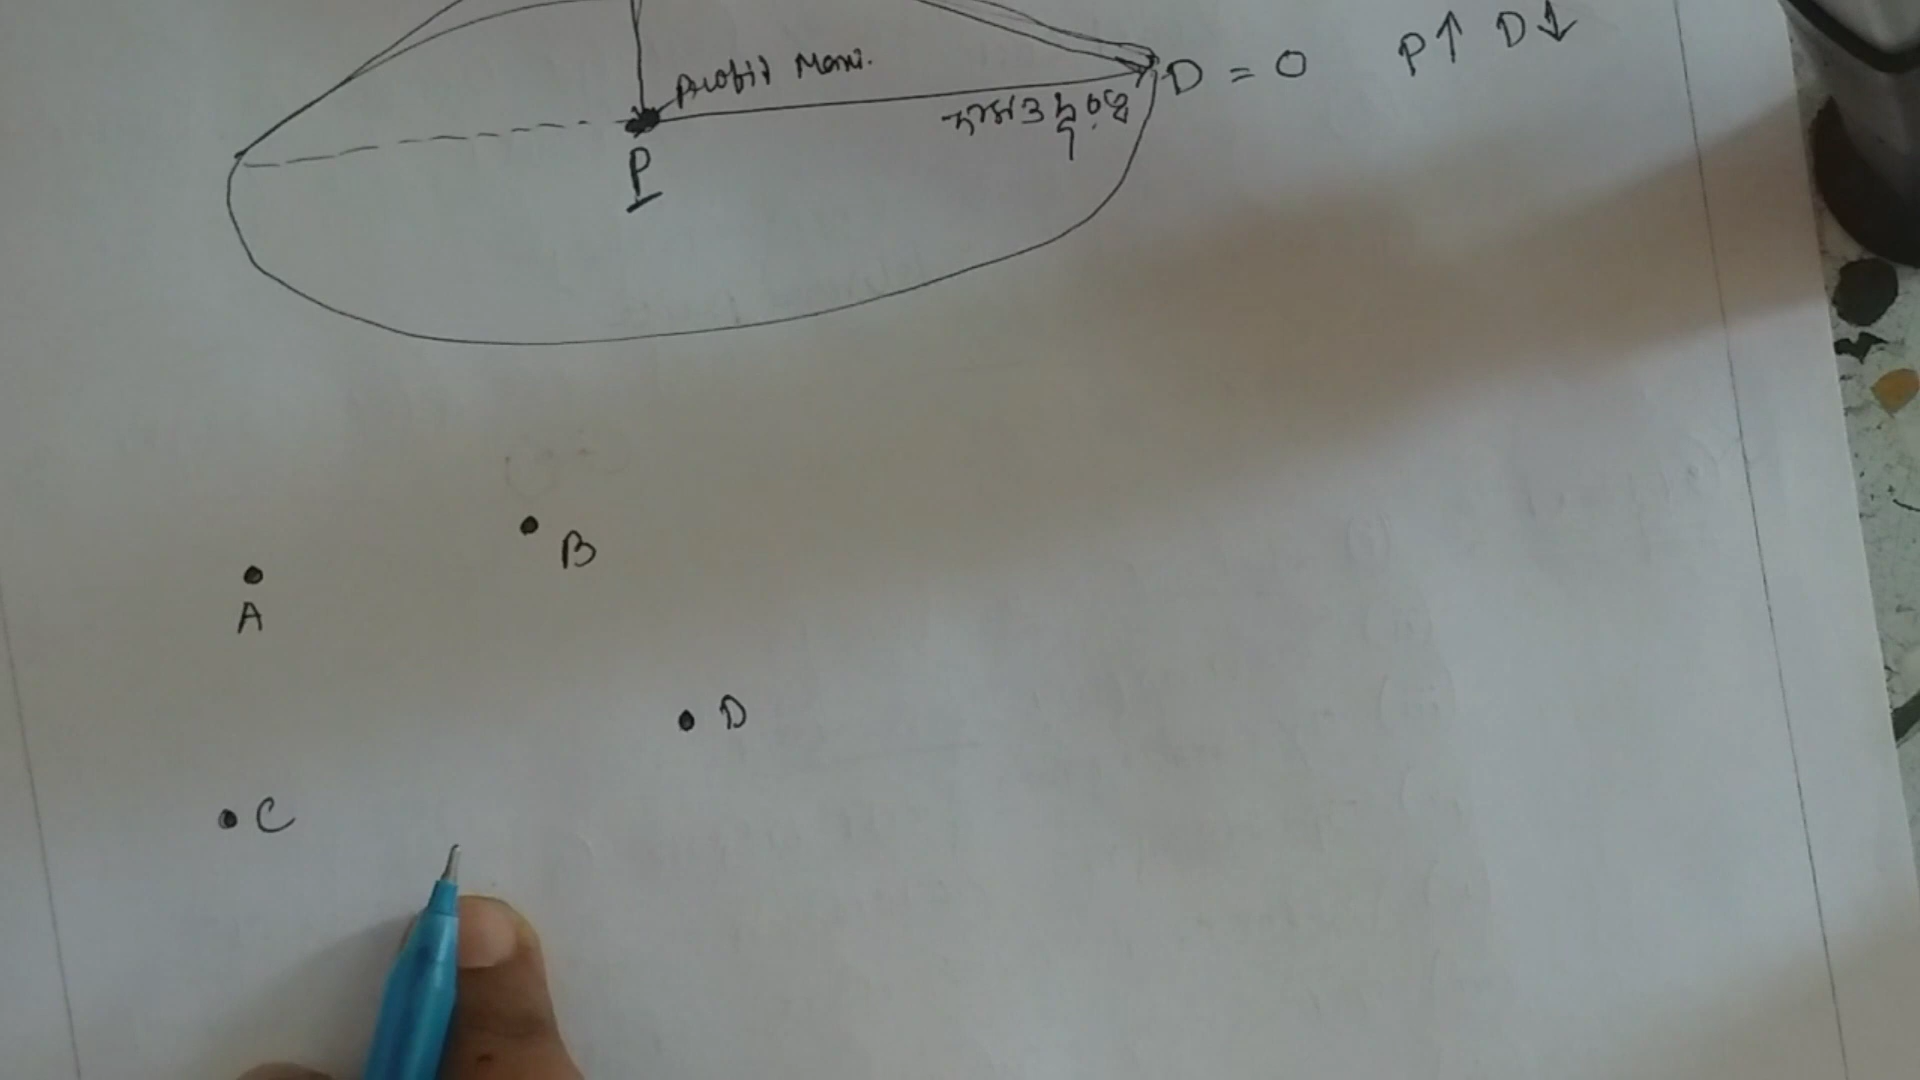 Profit Maxi.
D = 0
P↑ D↓
P
B
A
D
C